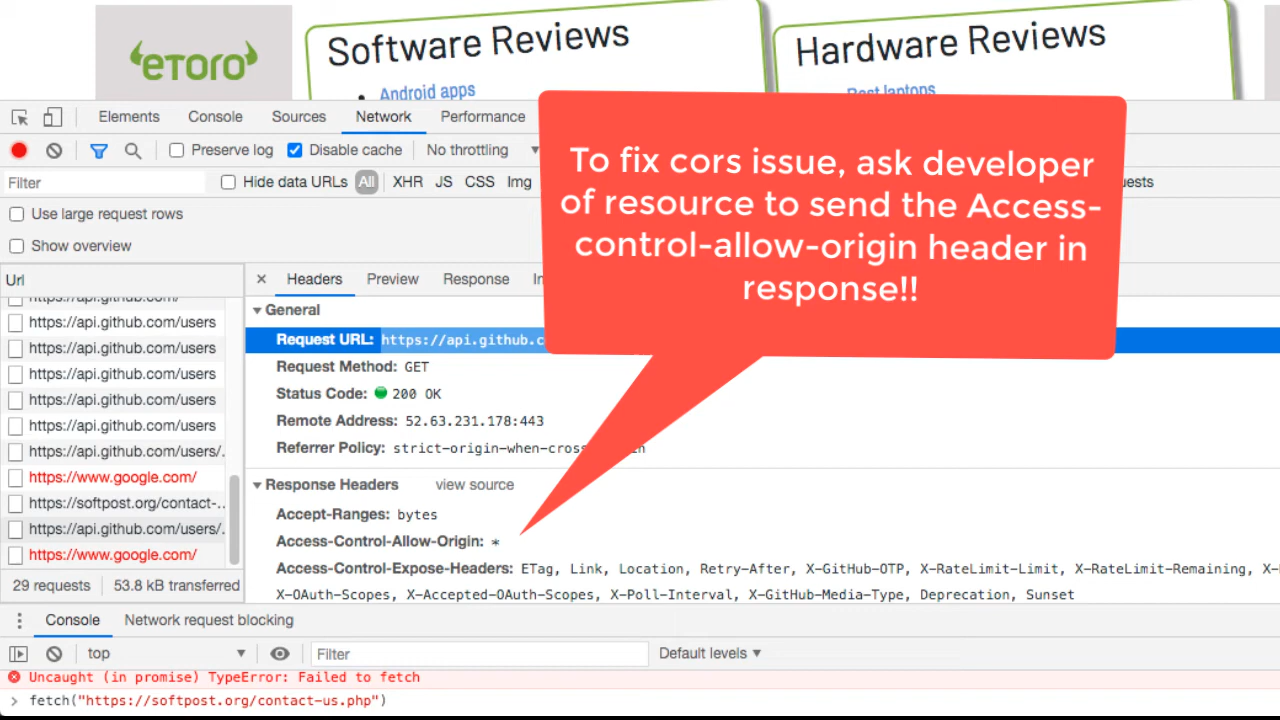 eToro
Software Reviews
Hardware Reviews
Android apps
Best laptops
Elements Console Sources Network Performance
Preserve log Disable cache No throttling
Filter Hide data URLs All XHR JS CSS Img
Use large request rows
Show overview
To fix cors issue, ask developer
of resource to send the Access-
control-allow-origin header in
response!!
Url
https://api.github.com/
https://api.github.com/users
https://api.github.com/users
https://api.github.com/users
https://api.github.com/users
https://api.github.com/users
https://api.github.com/users/.
https://www.google.com/
https://softpost.org/contact-..
https://api.github.com/users/.
https://www.google.com/
29 requests 53.8 kB transferred
Headers Preview Response
General
Request URL: https://api.github.c
Request Method: GET
Status Code: 200 OK
Remote Address: 52.63.231.178:443
Referrer Policy: strict-origin-when-cross
Response Headers view source
Accept-Ranges: bytes
Access-Control-Allow-Origin: *
Access-Control-Expose-Headers: ETag, Link, Location, Retry-After, X-GitHub-OTP, X-RateLimit-Limit, X-RateLimit-Remaining,
X-OAuth-Scopes, X-Accepted-OAuth-Scopes, X-Poll-Interval, X-GitHub-Media-Type, Deprecation, Sunset
Console Network request blocking
top Filter Default levels
Uncaught (in promise) TypeError: Failed to fetch
> fetch("https://softpost.org/contact-us.php")